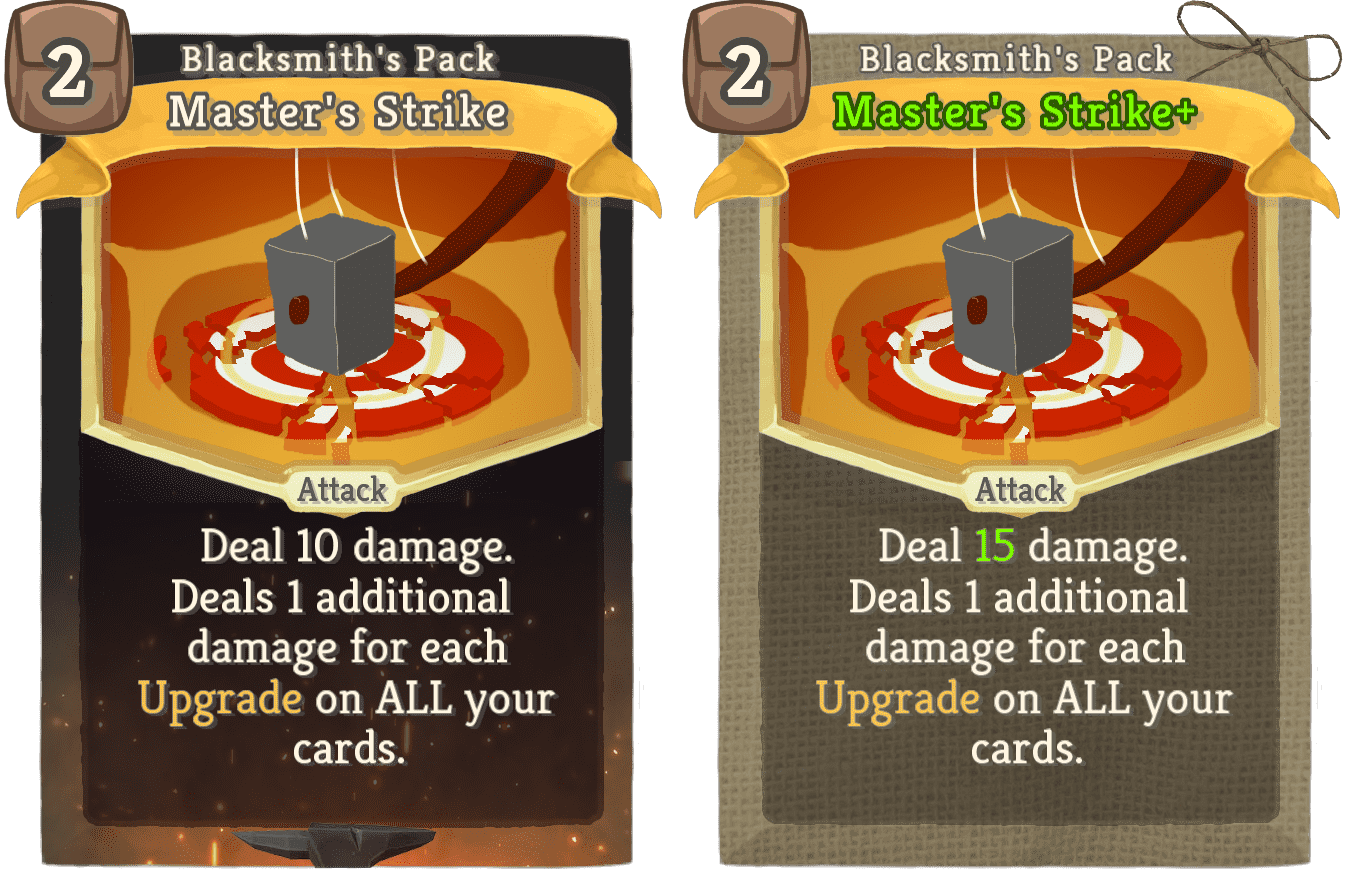 2
Blacksmith's Pack
Master's Strike
Attack
Deal 10 damage.
Deals 1 additional
damage for each
Upgrade on ALL your
cards.
2
Blacksmith's Pack
Master's Strike+
Attack
Deal 15 damage.
Deals 1 additional
damage for each
Upgrade on ALL your
cards.